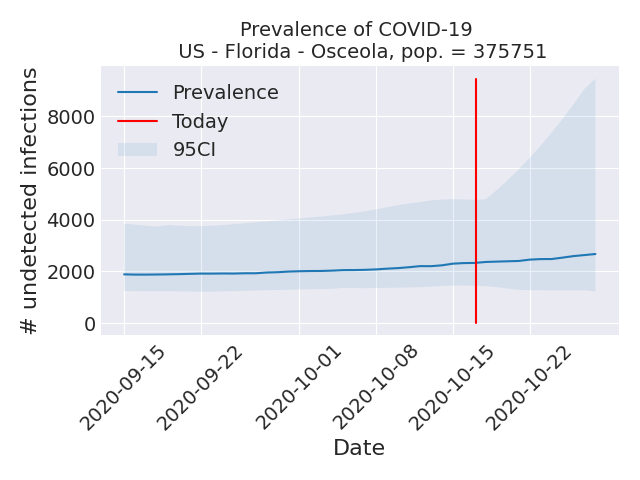 Prevalence of COVID-19
US - Florida - Osceola, pop. = 375751
# undetected infections
8000
6000
4000
2000
0
Prevalence
Today
95CI
2020-09-15
2020-09-22
2020-10-01
2020-10-08
2020-10-15
2020-10-22
Date